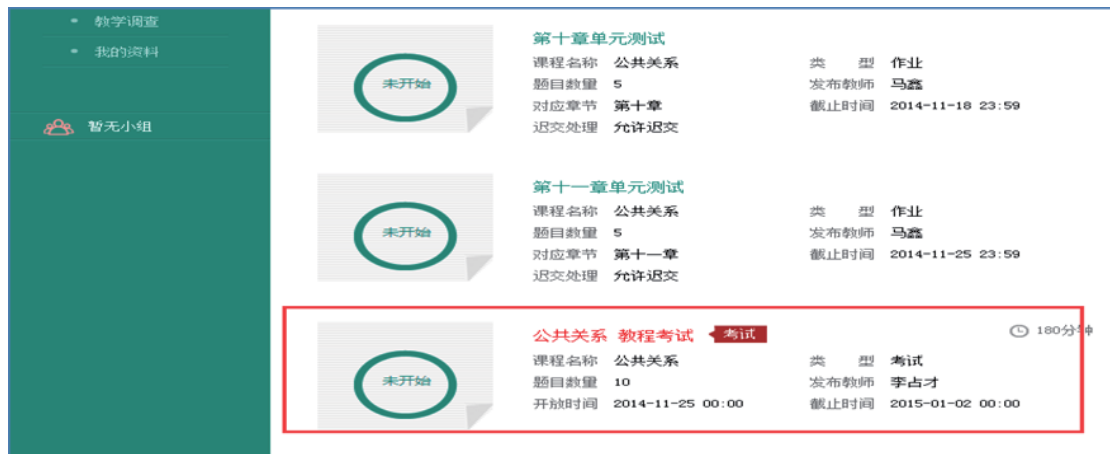 教学调查
我的资料
暂无小组
未开始
第十章单元测试
课程名称 公共关系 类 型 作业
题目数量 5 发布教师 马鑫
对应章节 第十章 截止时间 2014-11-18 23:59
迟交处理 允许迟交
未开始
第十一章单元测试
课程名称 公共关系 类 型 作业
题目数量 5 发布教师 马鑫
对应章节 第十一章 截止时间 2014-11-25 23:59
迟交处理 允许迟交
未开始
公共关系 教程考试 考试 180分钟
课程名称 公共关系 类 型 考试
题目数量 10 发布教师 李占才
开放时间 2014-11-25 00:00 截止时间 2015-01-02 00:00